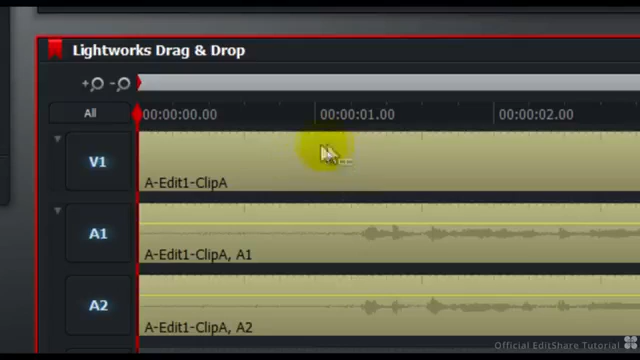 Lightworks Drag & Drop
All
00:00:00.00 00:00:01.00 00:00:02.00
V1
A-Edit1-ClipA
A1
A-Edit1-ClipA, A1
A2
A-Edit1-ClipA, A2
Official EditShare Tutorial